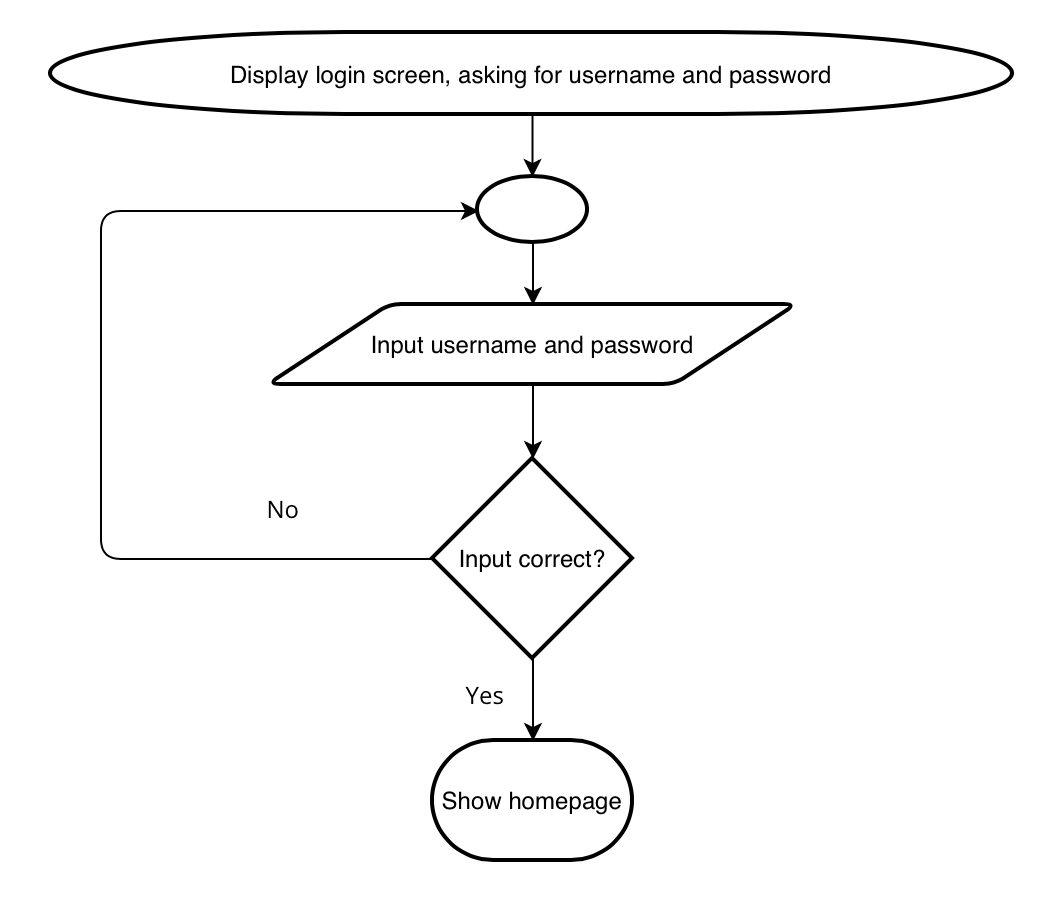 Display login screen, asking for username and password
Input username and password
No
Input correct?
Yes
Show homepage